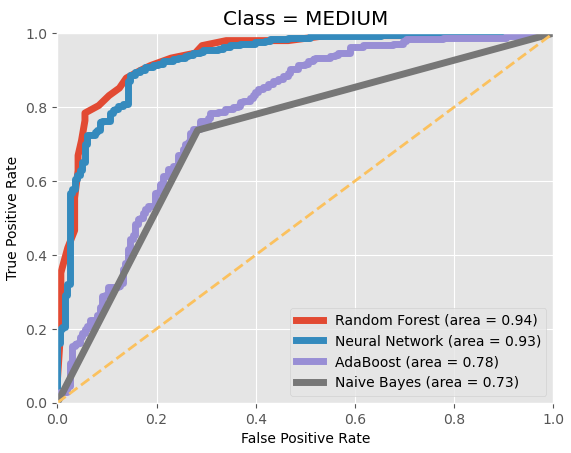 Class = MEDIUM
True Positive Rate
1.0
0.8
0.6
0.4
0.2
0.0
Random Forest (area = 0.94)
Neural Network (area = 0.93)
AdaBoost (area = 0.78)
Naive Bayes (area = 0.73)
0.0 0.2 0.4 0.6 0.8 1.0
False Positive Rate